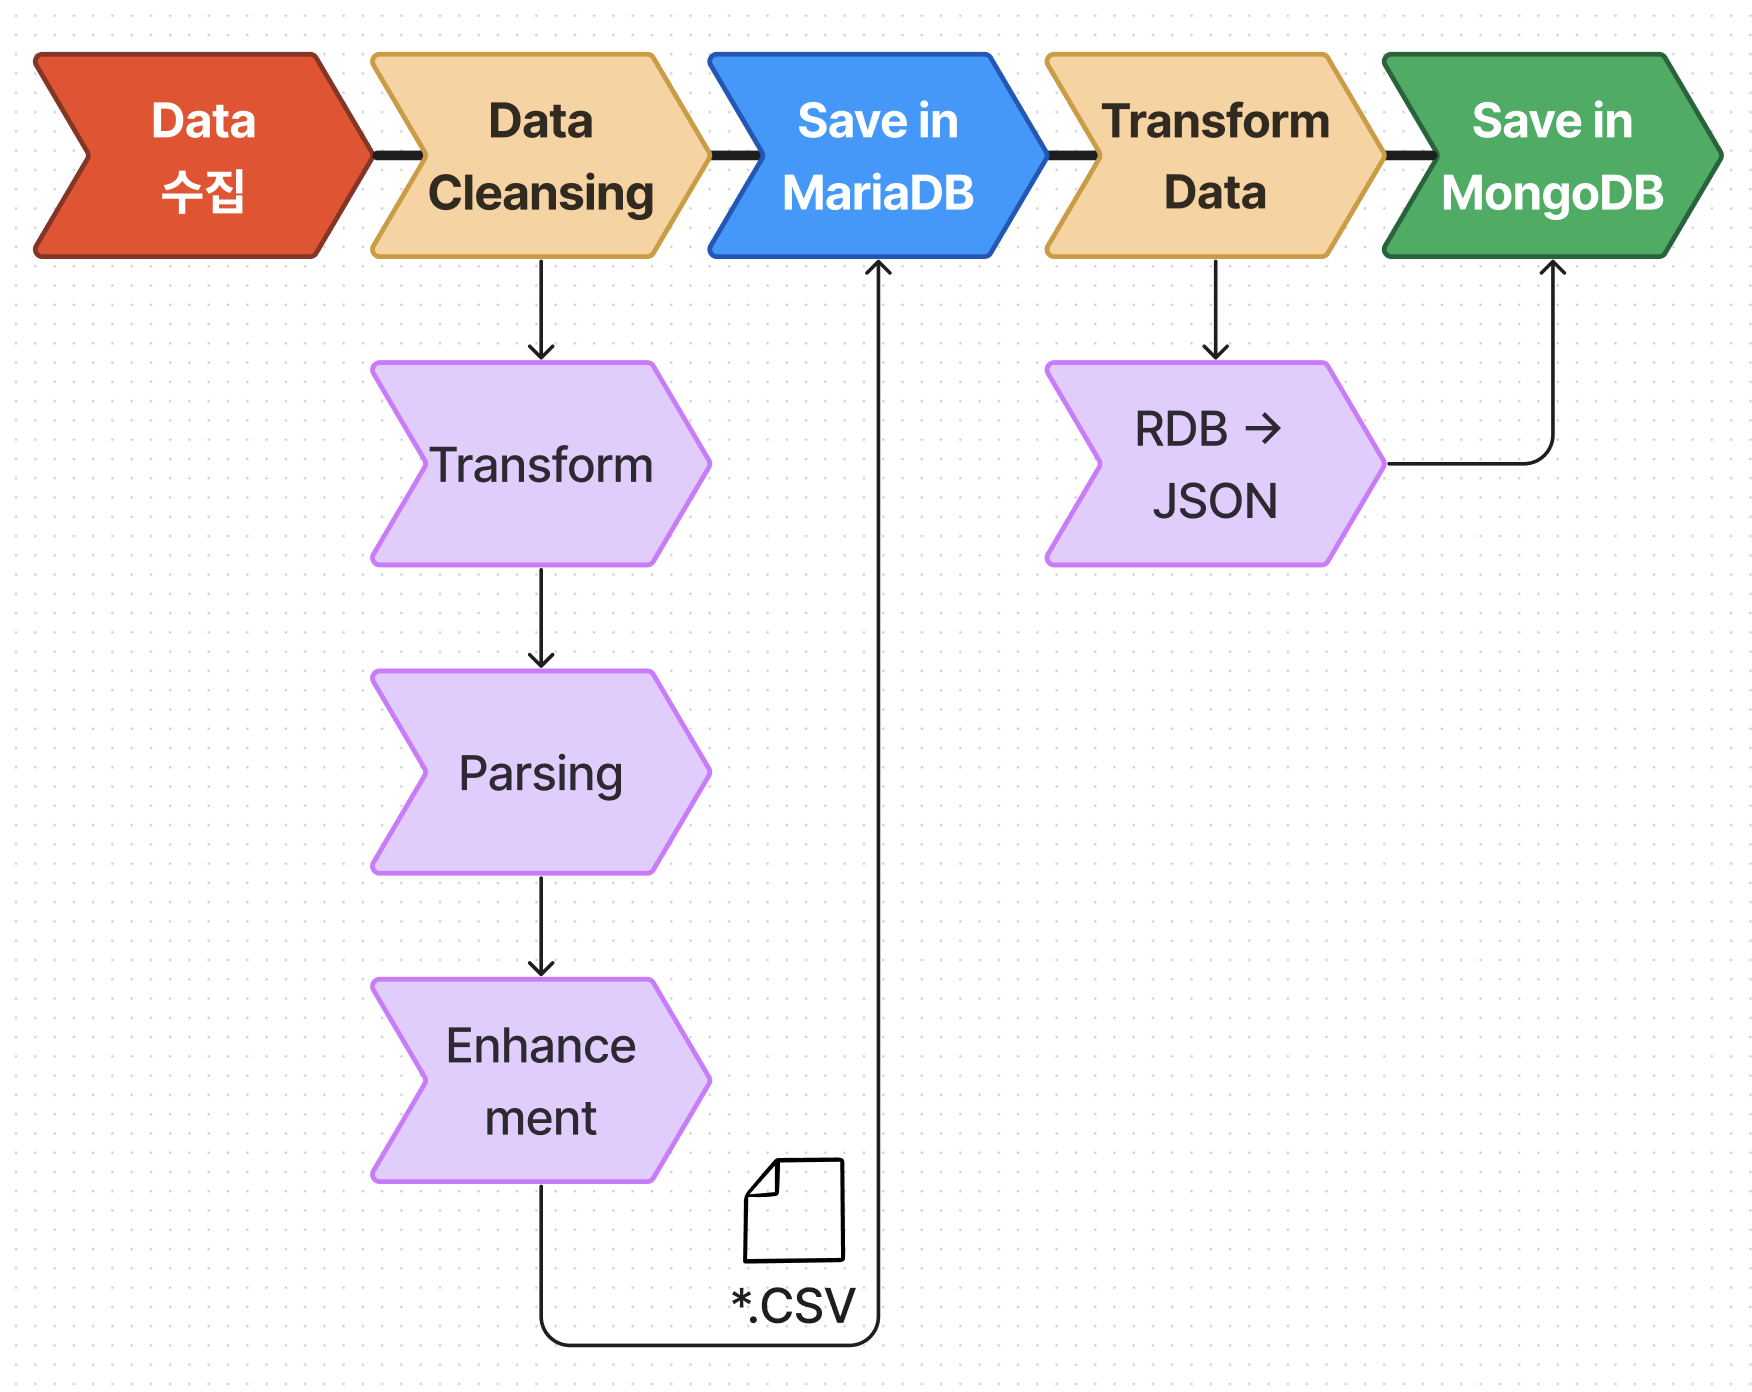 Data
수집
Data
Cleansing
Save in
MariaDB
Transform
Data
Save in
MongoDB
Transform
RDB →
JSON
Parsing
Enhance
ment
*.CSV